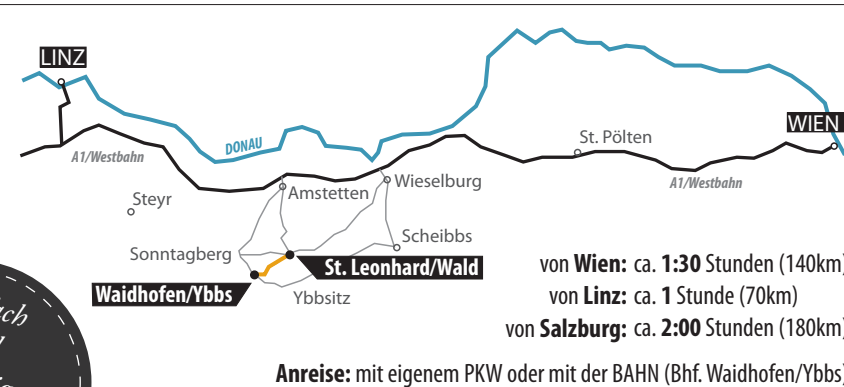 LINZ
WIEN
DONAU
St. Pölten
A1/Westbahn
A1/Westbahn
Wieselburg
Amstetten
Steyr
Scheibbs
Sonntagberg
St. Leonhard/Wald
Waidhofen/Ybbs
Ybbsitz
von Wien: ca. 1:30 Stunden (140km)
von Linz: ca. 1 Stunde (70km)
von Salzburg: ca. 2:00 Stunden (180km)
Anreise: mit eigenem PKW oder mit der BAHN (Bhf. Waidhofen/Ybbs)